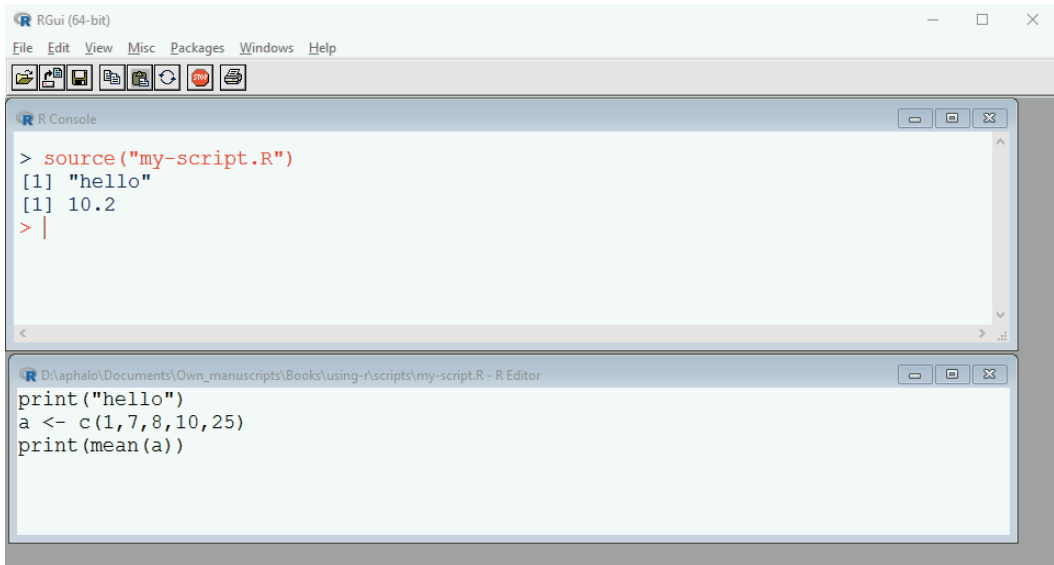 RGui (64-bit)
File Edit View Misc Packages Windows Help
STOP
R Console
> source("my-script.R")
[1] "hello"
[1] 10.2
>
D:\aphalo\Documents\Own_manuscripts\Books\using-r\scripts\my-script.R - R Editor
print("hello")
a <- c(1,7,8,10,25)
print(mean(a))